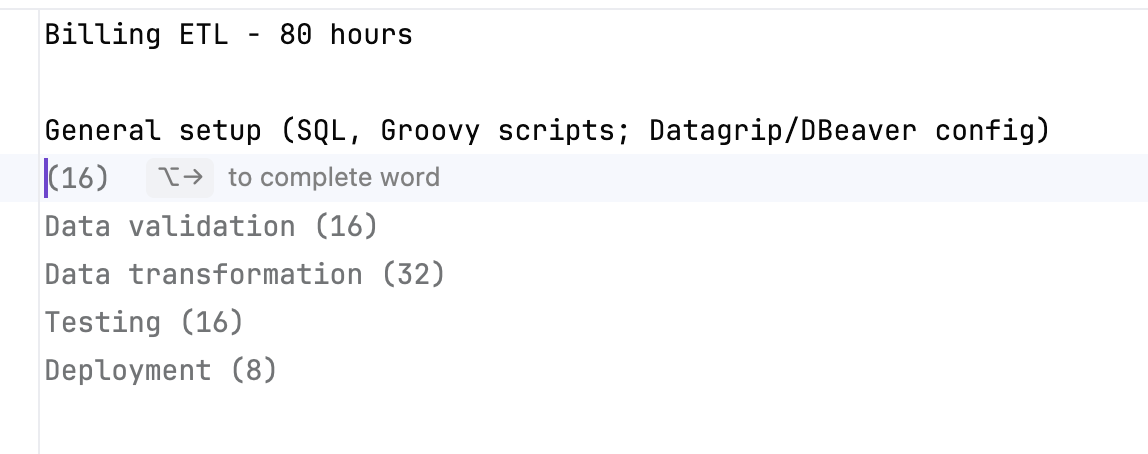 Billing ETL - 80 hours
General setup (SQL, Groovy scripts; Datagrip/DBeaver config)
(16) ⌥→ to complete word
Data validation (16)
Data transformation (32)
Testing (16)
Deployment (8)